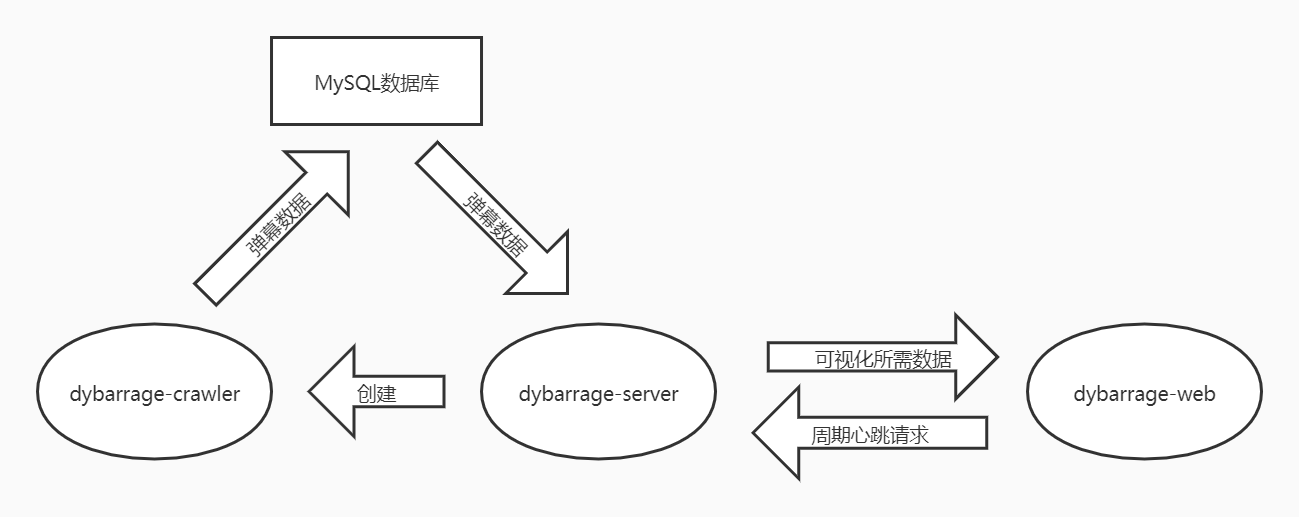 MySQL数据库
弹幕数据
弹幕数据
dybarrage-crawler
创建
dybarrage-server
可视化所需数据
周期心跳请求
dybarrage-web